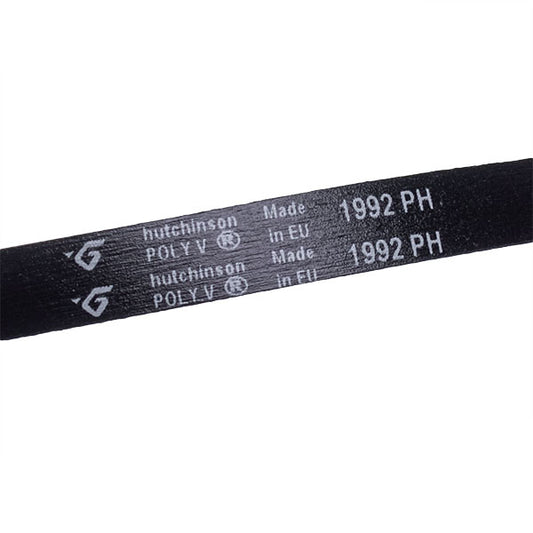 hutchinson Made 1992 PH
POLY V ® in EU
hutchinson Made 1992 PH
POLY V ® in EU